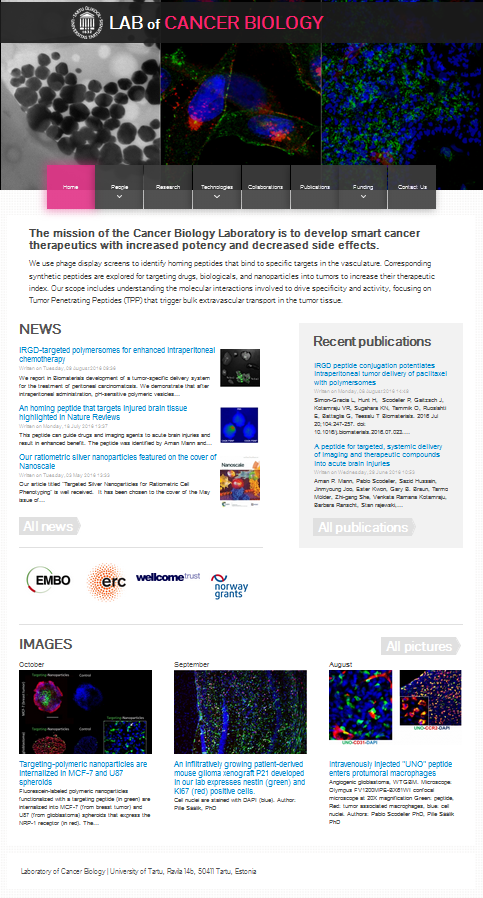 LAB of CANCER BIOLOGY
Home
People
Research
Technologies
Collaborations
Publications
Funding
Contact Us
The mission of the Cancer Biology Laboratory is to develop smart cancer
therapeutics with increased potency and decreased side effects.
We use phage display screens to identify homing peptides that bind to specific targets in the vasculature. Corresponding
synthetic peptides are explored for targeting drugs, biologicals, and nanoparticles into tumors to increase their therapeutic
index. Our scope includes understanding the molecular interactions involved to drive specificity and activity, focusing on
Tumor Penetrating Peptides (TPP) that trigger bulk extravascular transport in the tumor tissue.
NEWS
IRGD-targeted polymersomes for enhanced intraperitoneal
chemotherapy
Written on Tuesday, 09 August 2016
We report in Biomaterials development of a tumor-specific delivery system
for the treatment of peritoneal carcinomatosis. We demonstrate that after
intraperitoneal administration, pH-sensitive polymeric vesicles...
An homing peptide that targets injured brain tissue
highlighted in Nature Reviews
Written on Monday, 18 July 2016
This peptide can guide drugs and imaging agents to acute brain injuries and
result in enhanced benefit. The peptide was identified by Aman Mann and...
Our ratiometric silver nanoparticles featured on the cover of
Nanoscale
Written on Tuesday, 03 May 2016
Our article titled "Targeted Silver Nanoparticles for Ratiometric Cell
Phenotyping" is well received. It has been chosen to the cover of the May
issue of...
Nanoscale
All news
Recent publications
IRGD peptide conjugation potentiates
intraperitoneal tumor delivery of paclitaxel
with polymersomes
Written on Monday, 08 August 2016
Simon-Gracia L, Hunt H, Scodeller P, Gaitzsch J,
Kotamraju VR, Sugahara KN, Tammik O, Ruoslahti
E, Battaglia G, Teesalu T Biomaterials. 2016 Jul
20;104:247-257. doi:
10.1016/j.biomaterials.2016.07.023....
A peptide for targeted, systemic delivery
of imaging and therapeutic compounds
into acute brain injuries
Written on Wednesday, 29 June 2016
Aman P. Mann, Pablo Scodeller, Sazid Hussain,
Jinmyoung Joo, Ester Kwon, Gary B. Braun, Tarmo
Mölder, Zhi-gang She, Venkata Ramana Kotamraju,
Barbara Ranscht, Stan rajewski,...
All publications
EMBO
erc
wellcometrust
norway
grants
IMAGES
All pictures
October
Targeting Nanoparticles
Control
Targeting-polymeric nanoparticles are
internalized in MCF-7 and U87
spheroids
Fluorescein-labeled polymeric nanoparticles
functionalized with a targeting peptide (in green) are
internalized into MCF-7 (from breast tumor) and
U87 (from glioblastoma) spheroids that express the
NRP-1 receptor (in red). The...
September
An infiltratively growing patient-derived
mouse glioma xenograft P21 developed
in our lab expresses nestin (green) and
Ki67 (red) positive cells.
Cell nuclei are stained with DAPI (blue). Author:
Pille Säälik, PhD
August
UNO-CD31-DAPI
UNO-CCR2-DAPI
Intravenously injected "UNO" peptide
enters protumoral macrophages
Angiogenic glioblastoma, WTGBM. Microscope:
Olympus FV1200MPE-BX61WI confocal
microscope at 20X magnification Green: peptide,
Red: tumor associated macrophages, blue: cell
nuclei. Authors: Pablo Scodeller PhD, Pille Säälik
PhD
Laboratory of Cancer Biology | University of Tartu, Ravila 14b, 50411 Tartu, Estonia